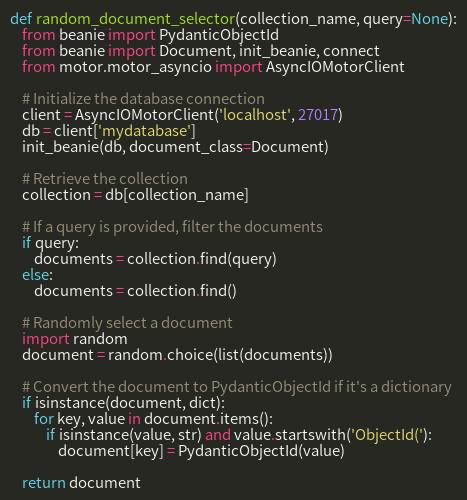 def random_document_selector(collection_name, query=None):
from beanie import PydanticObjectId
from beanie import Document, init_beanie, connect
from motor.motor_asyncio import AsyncIOMotorClient
# Initialize the database connection
client = AsyncIOMotorClient('localhost', 27017)
db = client['mydatabase']
init_beanie(db, document_class=Document)
# Retrieve the collection
collection = db[collection_name]
# If a query is provided, filter the documents
if query:
documents = collection.find(query)
else:
documents = collection.find()
# Randomly select a document
import random
document = random.choice(list(documents))
# Convert the document to PydanticObjectId if it's a dictionary
if isinstance(document, dict):
for key, value in document.items():
if isinstance(value, str) and value.startswith('ObjectId('):
document[key] = PydanticObjectId(value)
return document